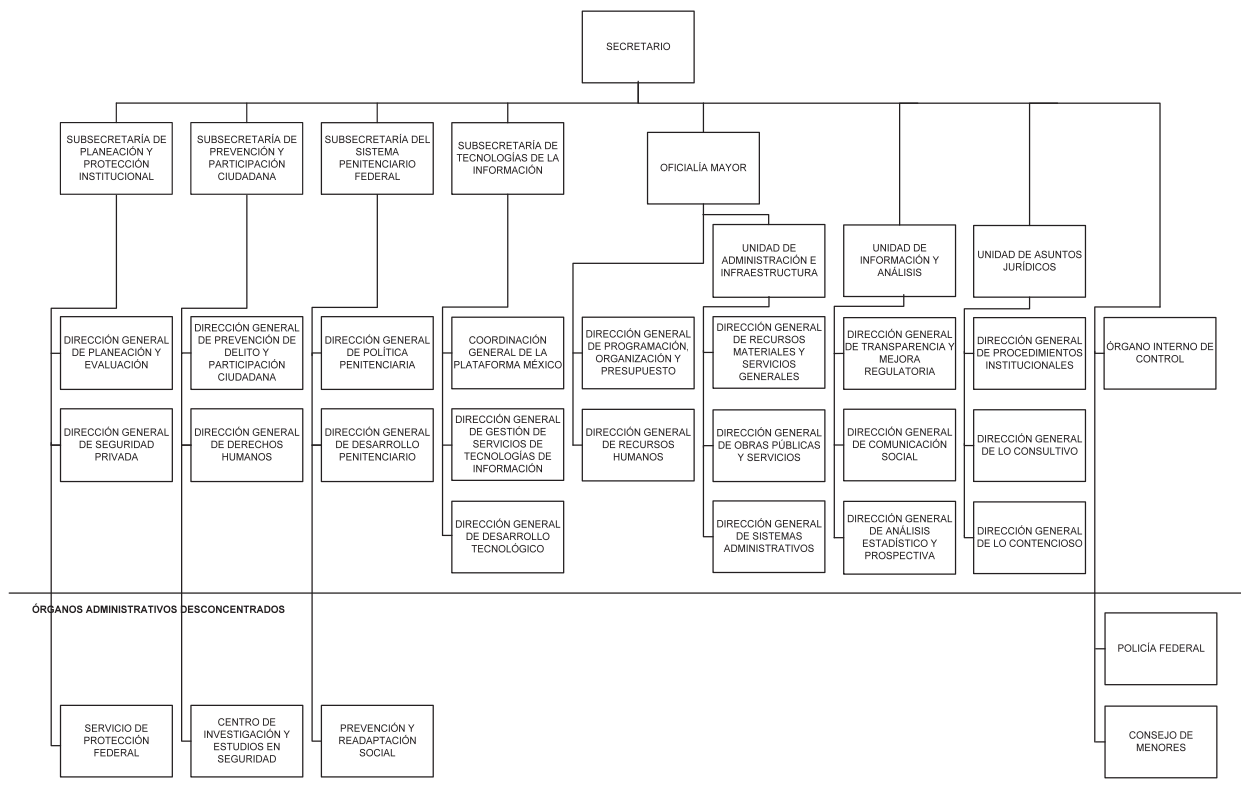 SECRETARIO
SUBSECRETARÍA DE
PLANEACIÓN Y
PROTECCIÓN
INSTITUCIONAL
SUBSECRETARÍA DE
PREVENCIÓN Y
PARTICIPACIÓN
CIUDADANA
SUBSECRETARÍA DEL
SISTEMA
PENITENCIARIO
FEDERAL
SUBSECRETARÍA DE
TECNOLOGÍAS DE LA
INFORMACIÓN
OFICIALÍA MAYOR
UNIDAD DE
ADMINISTRACIÓN E
INFRAESTRUCTURA
UNIDAD DE
INFORMACIÓN Y
ANÁLISIS
UNIDAD DE ASUNTOS
JURÍDICOS
DIRECCIÓN GENERAL
DE PLANEACIÓN Y
EVALUACIÓN
DIRECCIÓN GENERAL
DE PREVENCIÓN DE
DELITO Y
PARTICIPACIÓN
CIUDADANA
DIRECCIÓN GENERAL
DE POLÍTICA
PENITENCIARIA
COORDINACIÓN
GENERAL DE LA
PLATAFORMA MÉXICO
DIRECCIÓN GENERAL
DE PROGRAMACIÓN,
ORGANIZACIÓN Y
PRESUPUESTO
DIRECCIÓN GENERAL
DE RECURSOS
MATERIALES Y
SERVICIOS
GENERALES
DIRECCIÓN GENERAL
DE TRANSPARENCIA Y
MEJORA
REGULATORIA
DIRECCIÓN GENERAL
DE PROCEDIMIENTOS
INSTITUCIONALES
ÓRGANO INTERNO DE
CONTROL
DIRECCIÓN GENERAL
DE SEGURIDAD
PRIVADA
DIRECCIÓN GENERAL
DE DERECHOS
HUMANOS
DIRECCIÓN GENERAL
DE DESARROLLO
PENITENCIARIO
DIRECCIÓN GENERAL
DE GESTIÓN DE
SERVICIOS DE
TECNOLOGÍAS DE
INFORMACIÓN
DIRECCIÓN GENERAL
DE RECURSOS
HUMANOS
DIRECCIÓN GENERAL
DE OBRAS PÚBLICAS
Y SERVICIOS
DIRECCIÓN GENERAL
DE COMUNICACIÓN
SOCIAL
DIRECCIÓN GENERAL
DE LO CONSULTIVO
DIRECCIÓN GENERAL
DE DESARROLLO
TECNOLÓGICO
DIRECCIÓN GENERAL
DE SISTEMAS
ADMINISTRATIVOS
DIRECCIÓN GENERAL
DE ANÁLISIS
ESTADÍSTICO Y
PROSPECTIVA
DIRECCIÓN GENERAL
DE LO CONTENCIOSO
ÓRGANOS ADMINISTRATIVOS DESCONCENTRADOS
POLICÍA FEDERAL
SERVICIO DE
PROTECCIÓN
FEDERAL
CENTRO DE
INVESTIGACIÓN Y
ESTUDIOS EN
SEGURIDAD
PREVENCIÓN Y
READAPTACIÓN
SOCIAL
CONSEJO DE
MENORES